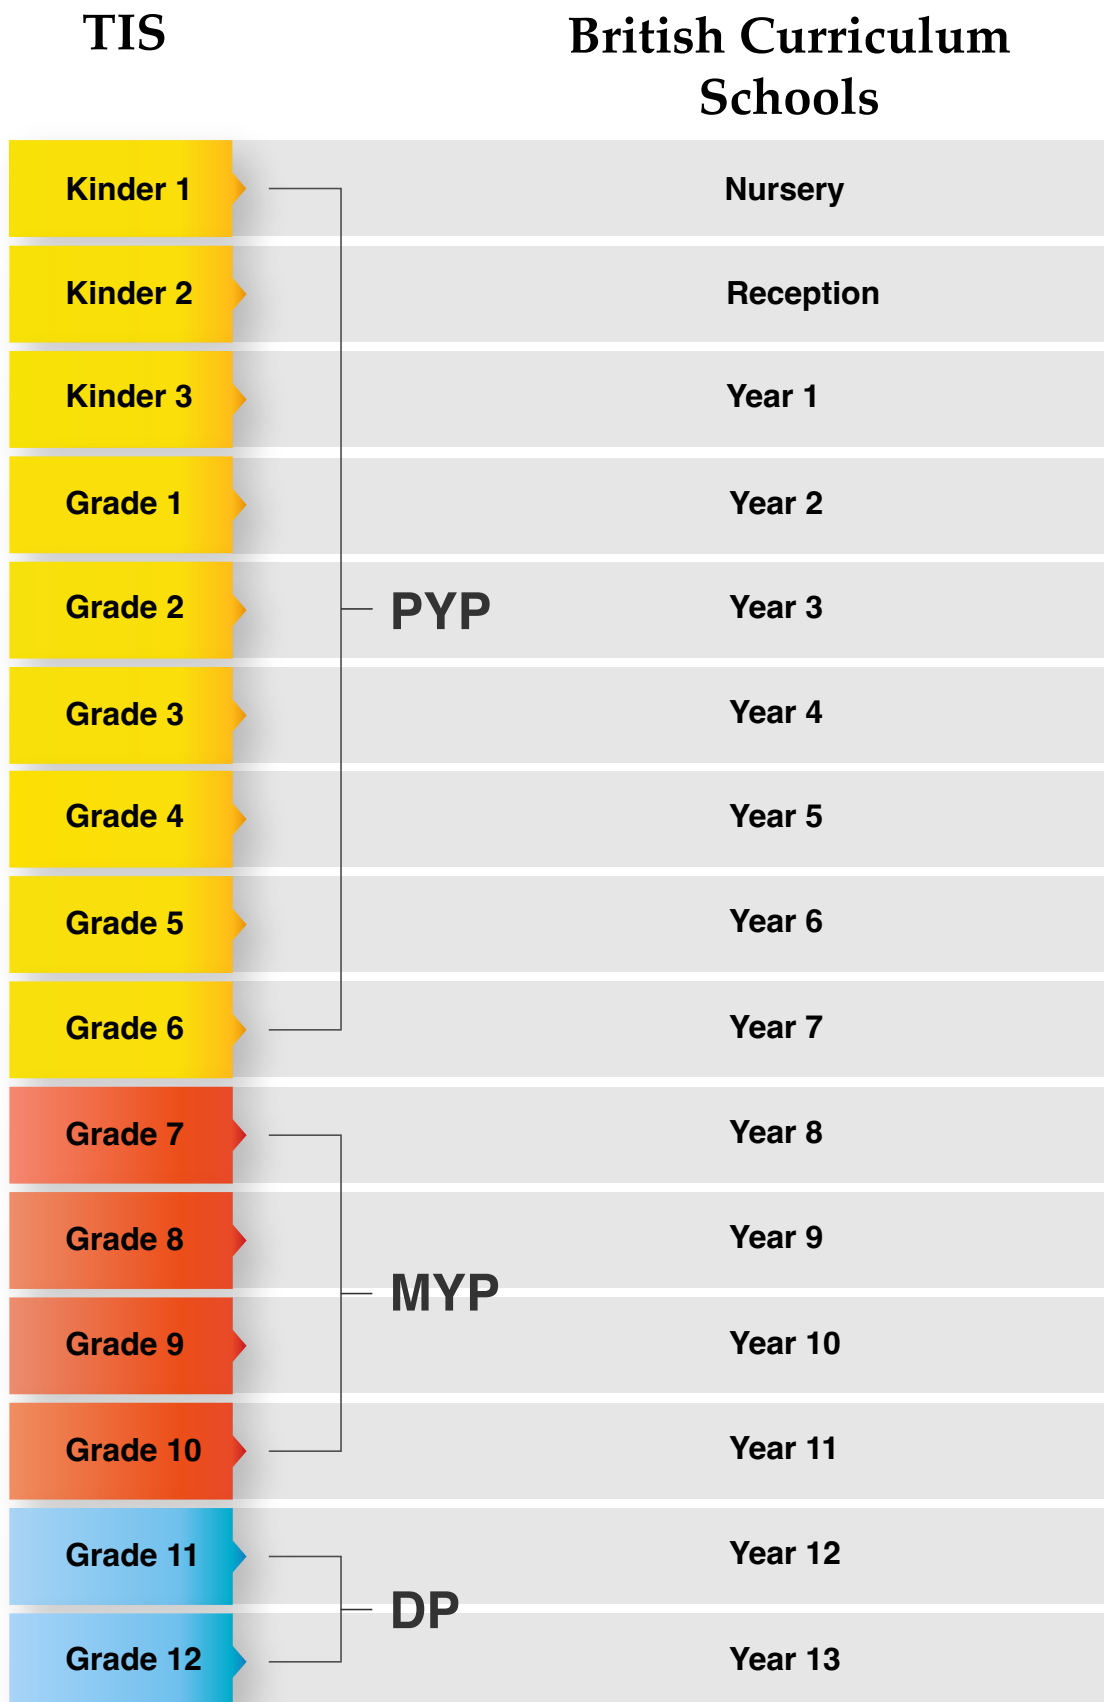 TIS
British Curriculum
Schools
Kinder 1
Nursery
Kinder 2
Reception
Kinder 3
Year 1
Grade 1
Year 2
Grade 2
PYP
Year 3
Grade 3
Year 4
Grade 4
Year 5
Grade 5
Year 6
Grade 6
Year 7
Grade 7
Year 8
Grade 8
Year 9
MYP
Grade 9
Year 10
Grade 10
Year 11
Grade 11
Year 12
DP
Grade 12
Year 13